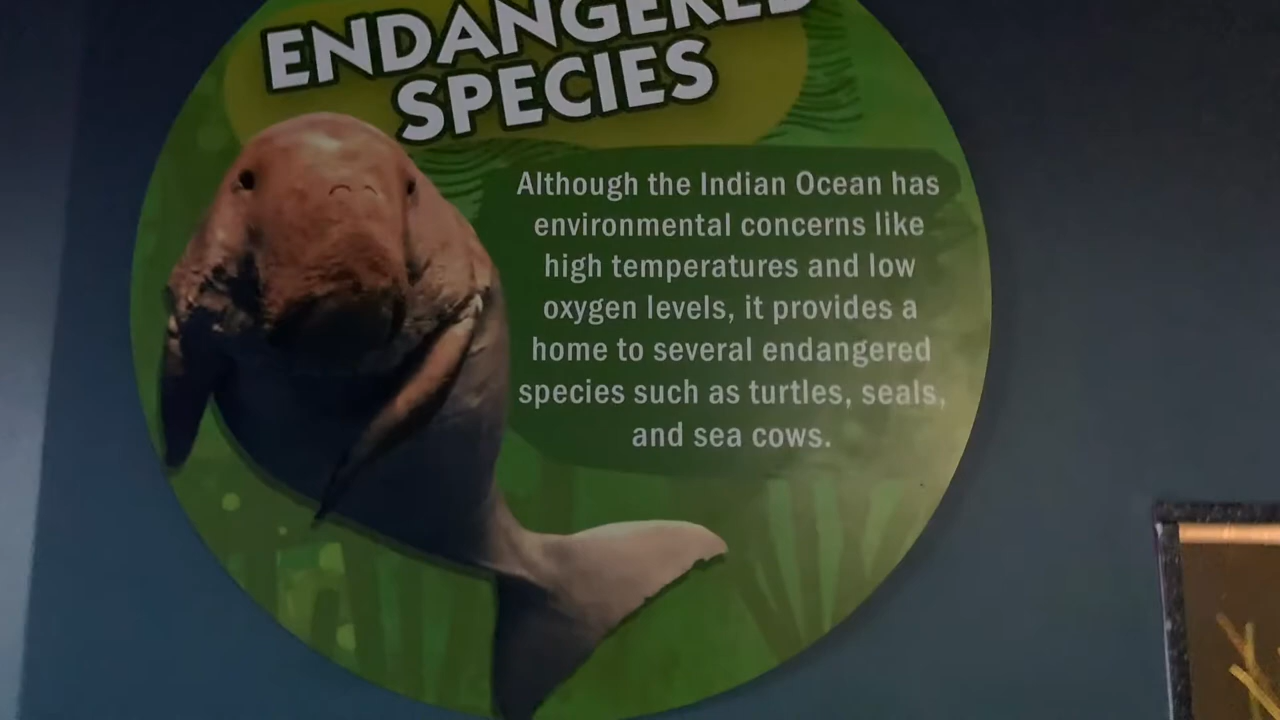 ENDANGERED
SPECIES
Although the Indian Ocean has
environmental concerns like
high temperatures and low
oxygen levels, it provides a
home to several endangered
species such as turtles, seals,
and sea cows.